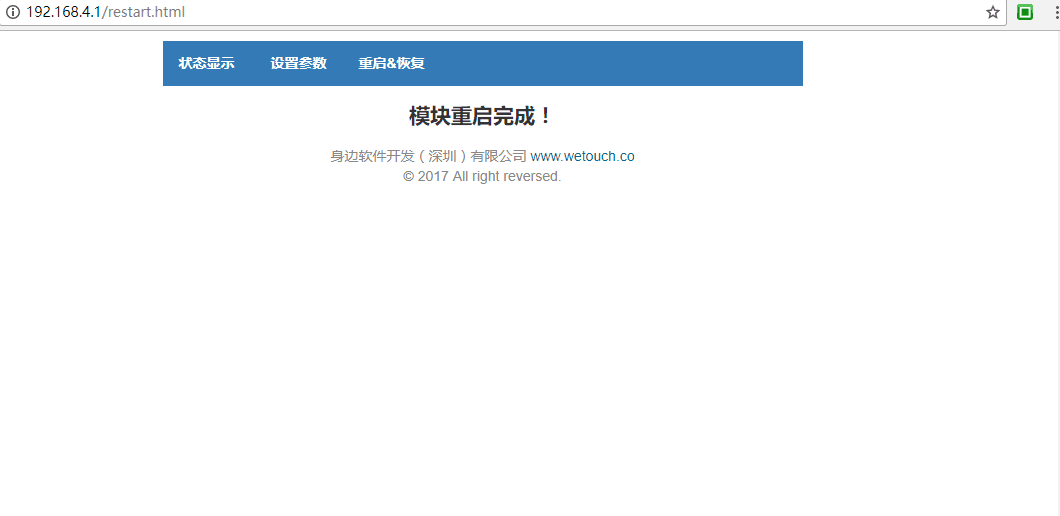 192.168.4.1/restart.html
状态显示 设置参数 重启&恢复
模块重启完成！
身边软件开发（深圳）有限公司 www.wetouch.co
© 2017 All right reversed.